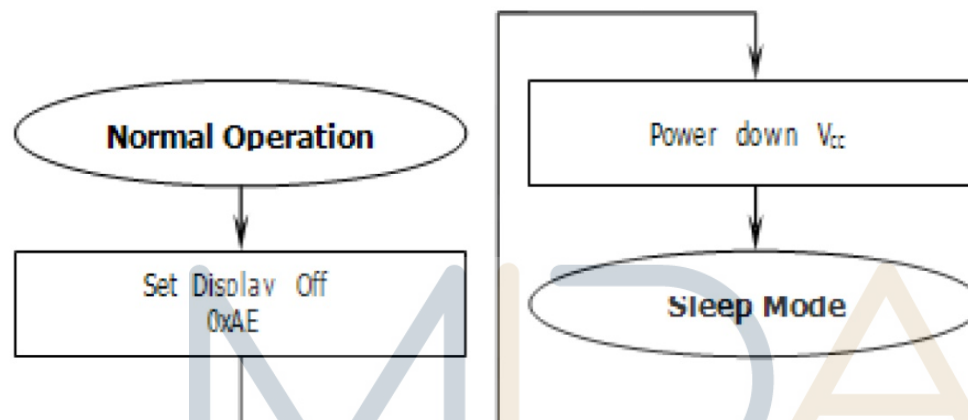 Normal Operation
Set Display Off
0xAE
Power down Vcc
Sleep Mode